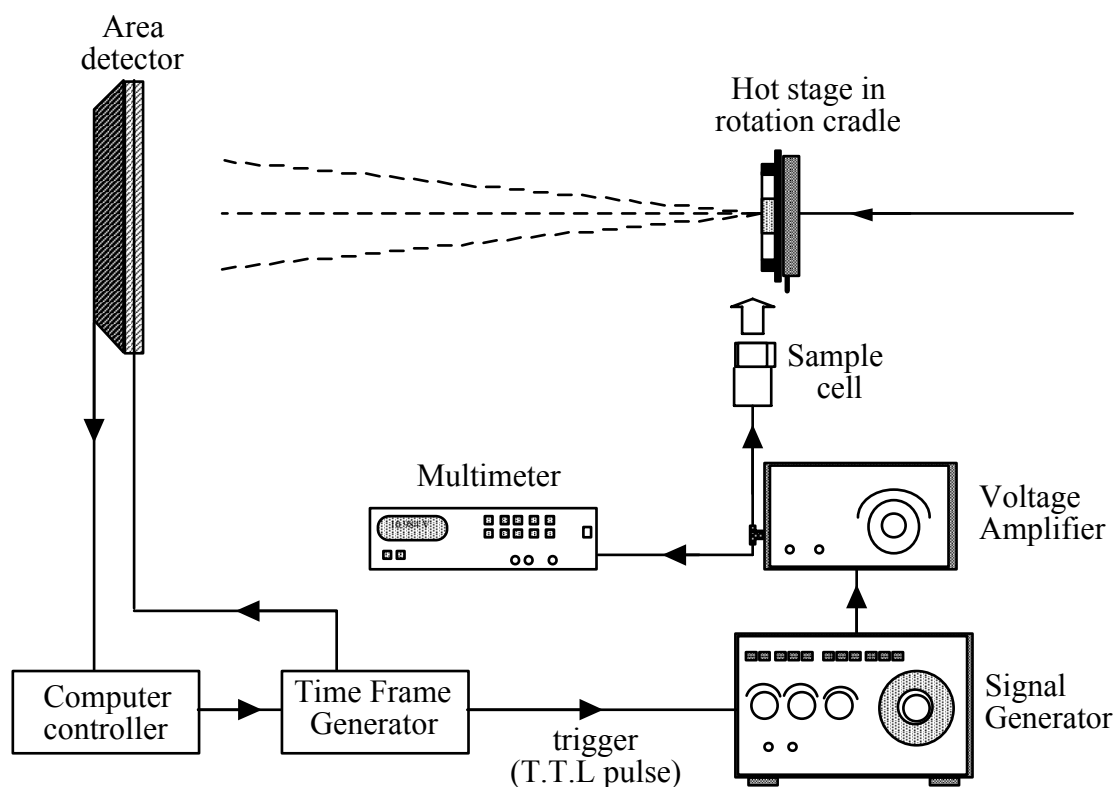 Area
detector
Hot stage in
rotation cradle
Sample
cell
Multimeter
Voltage
Amplifier
Computer
controller
Time Frame
Generator
trigger
(T.T.L pulse)
Signal
Generator